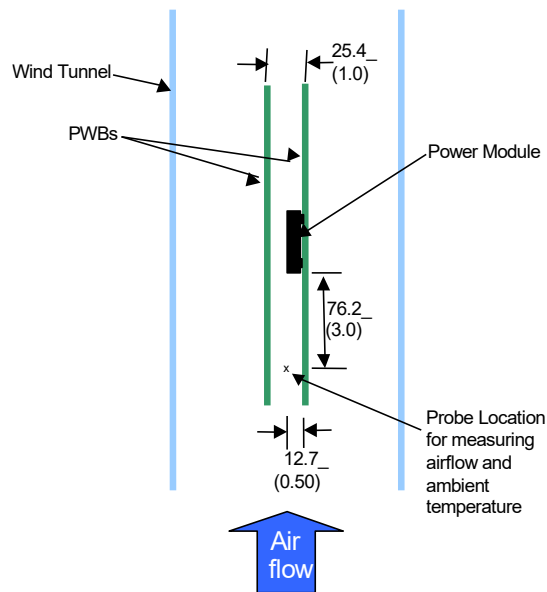 25.4_
(1.0)
Wind Tunnel
PWBs
Power Module
76.2_
(3.0)
x
Probe Location
for measuring
airflow and
ambient
temperature
12.7_
(0.50)
Air
flow